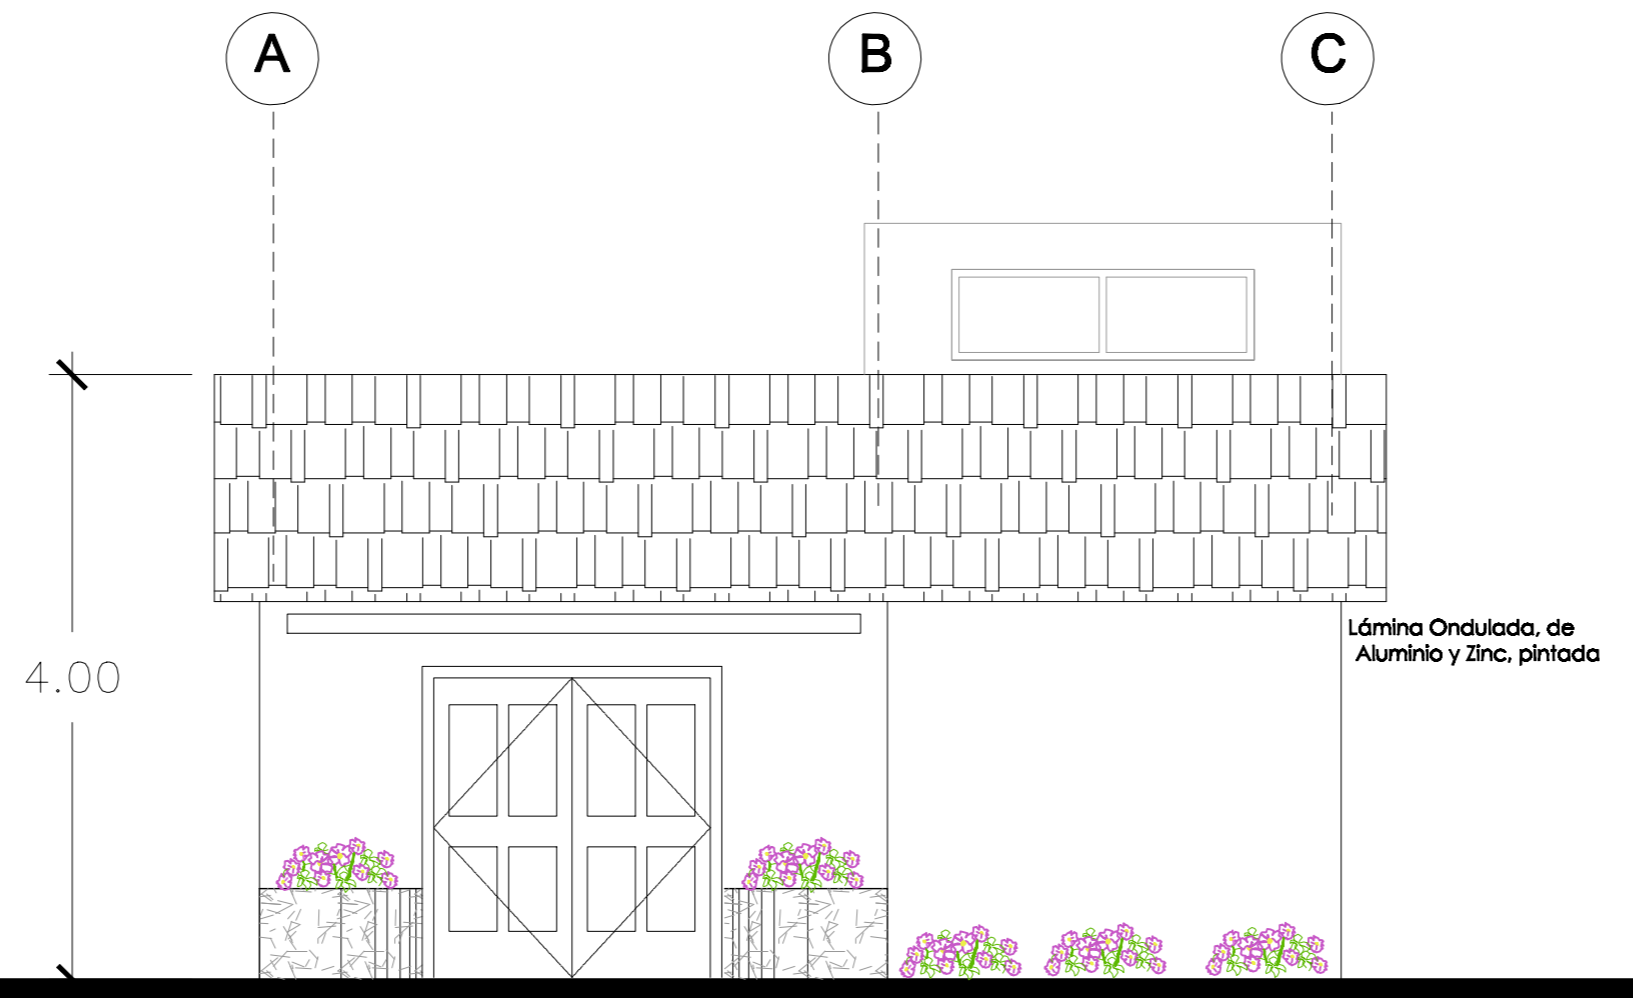 A B C
4.00
Lámina Ondulada, de
Aluminio y Zinc, pintada